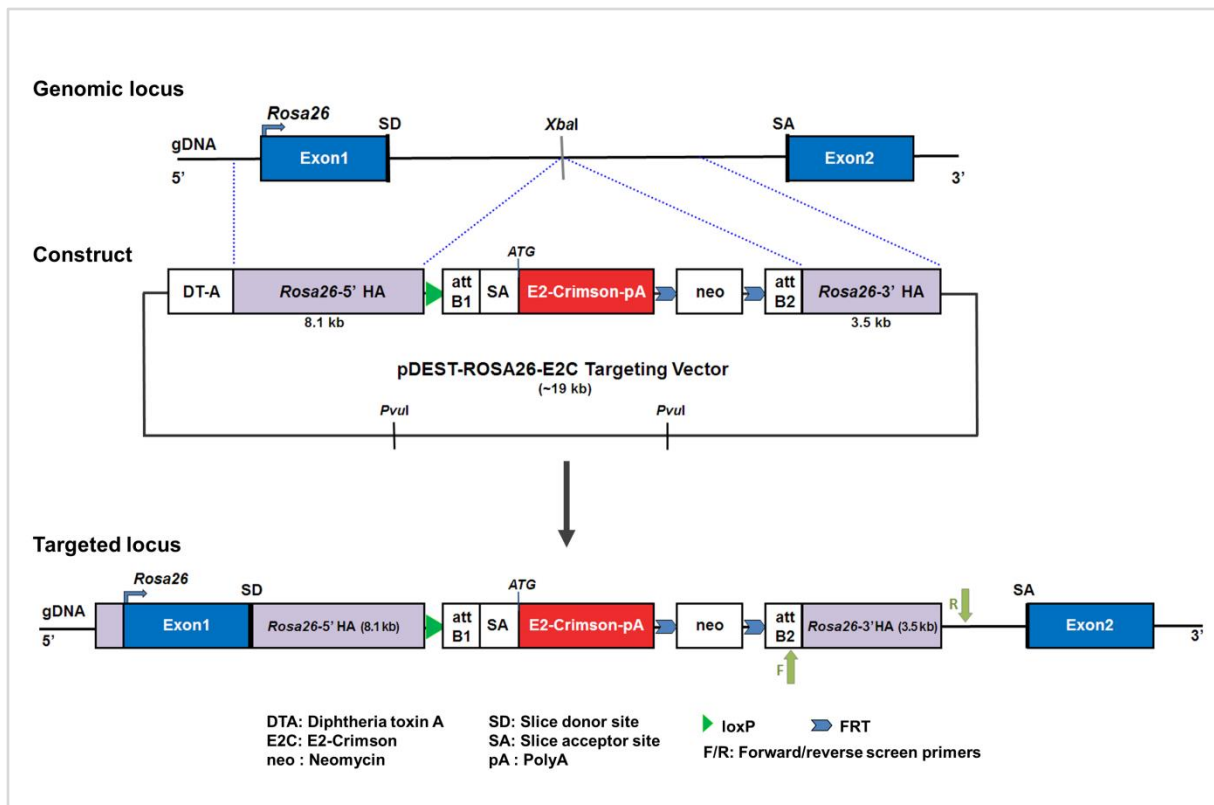 Genomic locus
Rosa26
SD
XbaI
SA
gDNA
Exon1
Exon2
5’
3’
Construct
ATG
DT-A
Rosa26-5’ HA
att
B1
SA
E2-Crimson-pA
neo
att
B2
Rosa26-3’ HA
8.1 kb
3.5 kb
pDEST-ROSA26-E2C Targeting Vector
(~19 kb)
PvuI
PvuI
Targeted locus
Rosa26
SD
ATG
SA
gDNA
Exon1
Rosa26-5’ HA (8.1 kb)
att
B1
SA
E2-Crimson-pA
neo
att
B2
Rosa26-3’HA (3.5 kb)
R
Exon2
5’
3’
F
DTA: Diphtheria toxin A
SD: Slice donor site
loxP
FRT
E2C: E2-Crimson
SA: Slice acceptor site
F/R: Forward/reverse screen primers
neo : Neomycin
pA : PolyA